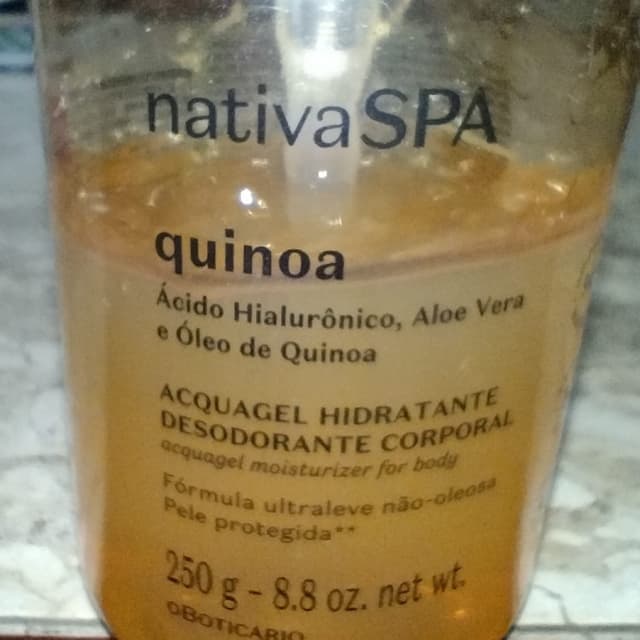 nativaSPA
quinoa
Ácido Hialurônico, Aloe Vera
e Óleo de Quinoa
ACQUAGEL HIDRATANTE
DESODORANTE CORPORAL
acquagel moisturizer for body
Fórmula ultraleve não-oleosa
Pele protegida**
250 g - 8.8 oz. net wt.
oBOTICÁRIO